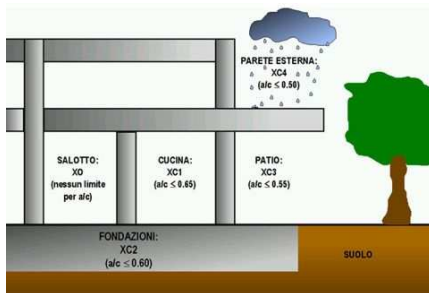 PARETE ESTERNA:
XC4
(a/c ≤ 0.50)
SALOTTO:
XO
(nessun limite
per a/c)
CUCINA:
XC1
(a/c ≤ 0.65)
PATIO:
XC3
(a/c ≤ 0.55)
FONDAZIONI:
XC2
(a/c ≤ 0.60)
SUOLO